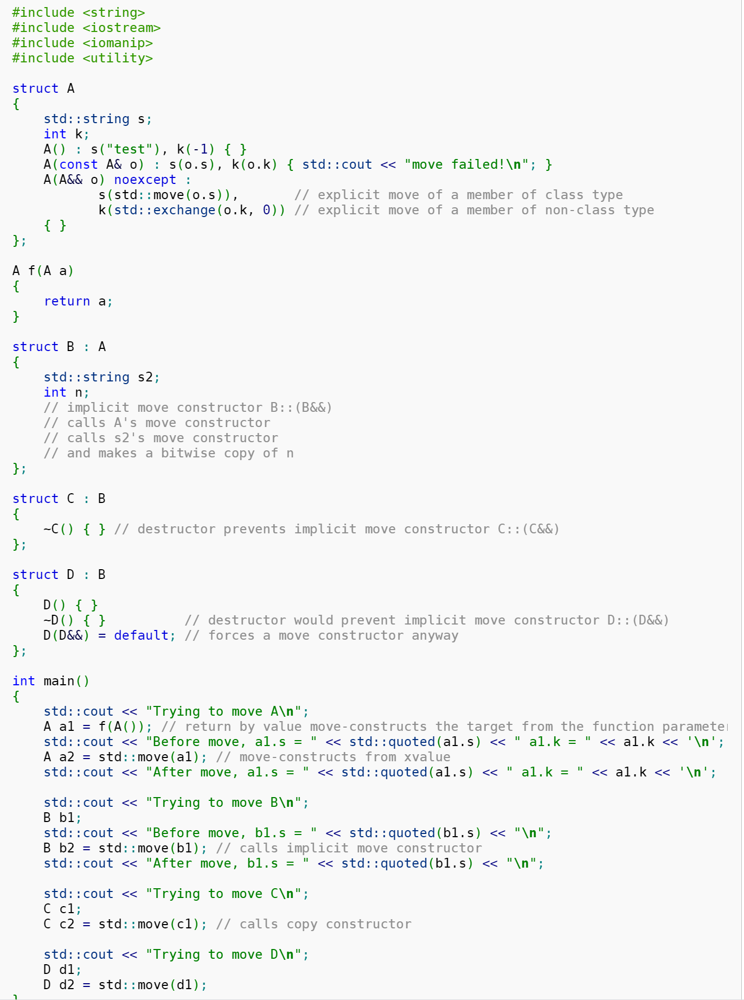 #include <string>
#include <iostream>
#include <iomanip>
#include <utility>

struct A
{
    std::string s;
    int k;
    A() : s("test"), k(-1) { }
    A(const A& o) : s(o.s), k(o.k) { std::cout << "move failed!\n"; }
    A(A&& o) noexcept :
           s(std::move(o.s)),       // explicit move of a member of class type
           k(std::exchange(o.k, 0)) // explicit move of a member of non-class type
    { }
};

A f(A a)
{
    return a;
}

struct B : A
{
    std::string s2;
    int n;
    // implicit move constructor B::(B&&)
    // calls A's move constructor
    // calls s2's move constructor
    // and makes a bitwise copy of n
};

struct C : B
{
    ~C() { } // destructor prevents implicit move constructor C::(C&&)
};

struct D : B
{
    D() { }
    ~D() { }          // destructor would prevent implicit move constructor D::(D&&)
    D(D&&) = default; // forces a move constructor anyway
};

int main()
{
    std::cout << "Trying to move A\n";
    A a1 = f(A()); // return by value move-constructs the target from the function parameter
    std::cout << "Before move, a1.s = " << std::quoted(a1.s) << " a1.k = " << a1.k << '\n';
    A a2 = std::move(a1); // move-constructs from xvalue
    std::cout << "After move, a1.s = " << std::quoted(a1.s) << " a1.k = " << a1.k << '\n';

    std::cout << "Trying to move B\n";
    B b1;
    std::cout << "Before move, b1.s = " << std::quoted(b1.s) << "\n";
    B b2 = std::move(b1); // calls implicit move constructor
    std::cout << "After move, b1.s = " << std::quoted(b1.s) << "\n";

    std::cout << "Trying to move C\n";
    C c1;
    C c2 = std::move(c1); // calls copy constructor

    std::cout << "Trying to move D\n";
    D d1;
    D d2 = std::move(d1);
}